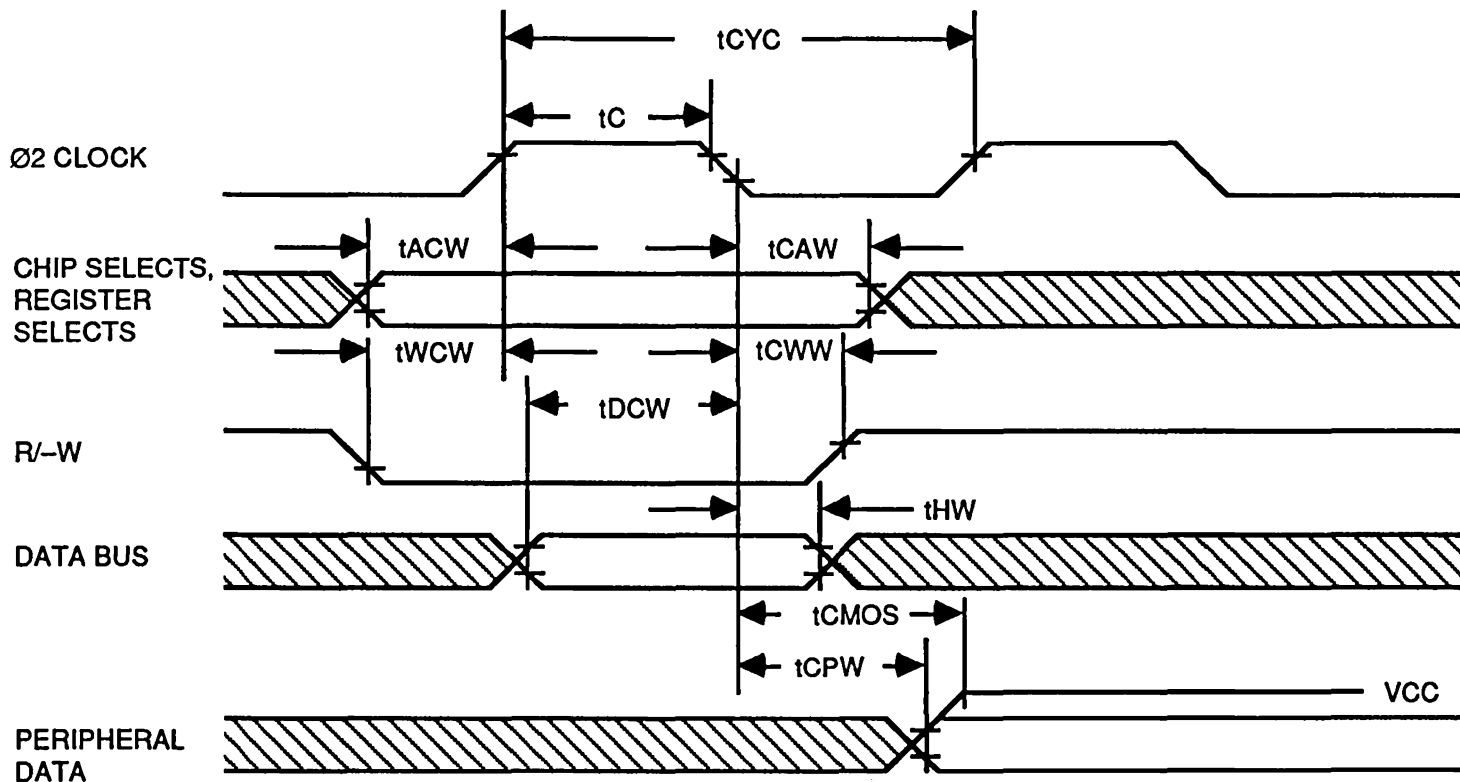 tCYC
tC
Ø2 CLOCK
tACW
tCAW
CHIP SELECTS,
REGISTER
SELECTS
tWCW
tCWW
tDCW
R/–W
tHW
DATA BUS
tCMOS
tCPW
VCC
PERIPHERAL
DATA